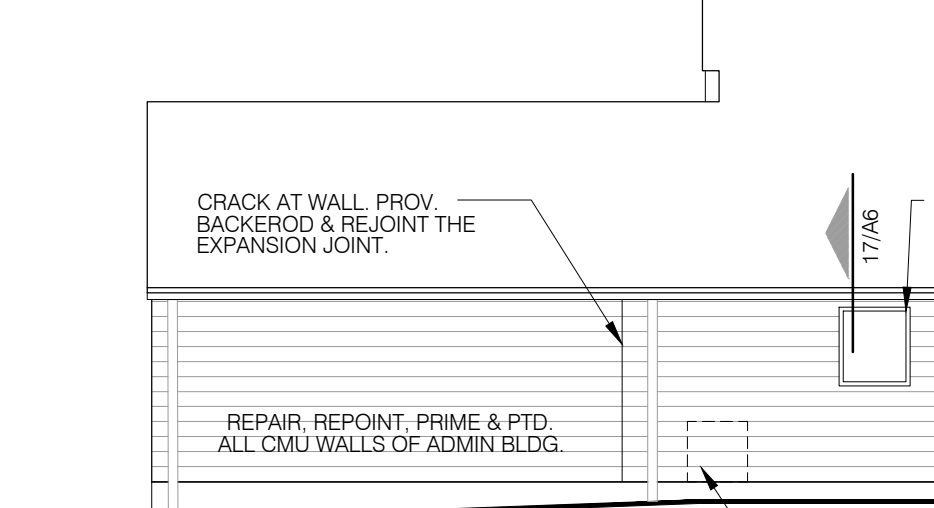 CRACK AT WALL. PROV.
BACKEROD & REJOINT THE
EXPANSION JOINT.
17/A6
REPAIR, REPOINT, PRIME & PTD.
ALL CMU WALLS OF ADMIN BLDG.